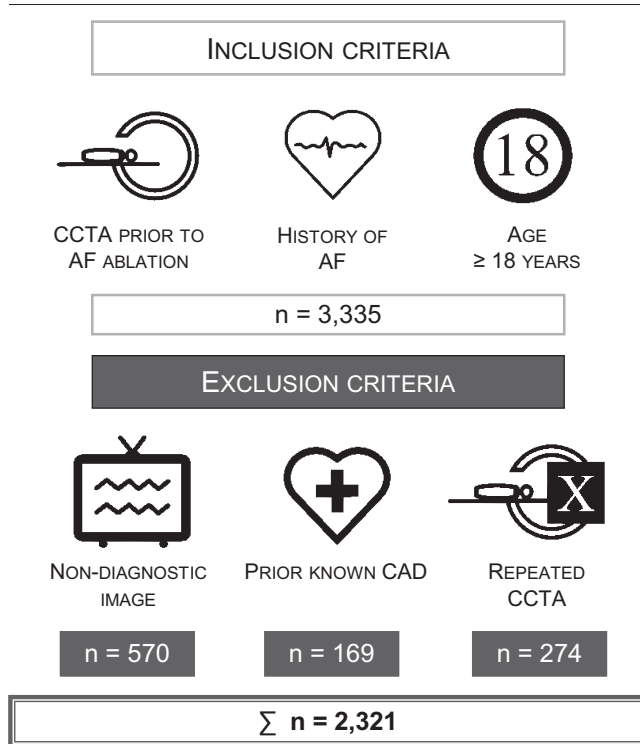 INCLUSION CRITERIA
18
CCTA PRIOR TO
AF ABLATION
HISTORY OF
AF
AGE
≥ 18 YEARS
n = 3,335
EXCLUSION CRITERIA
X
NON-DIAGNOSTIC
IMAGE
PRIOR KNOWN CAD
REPEATED
CCTA
n = 570
n = 169
n = 274
∑ n = 2,321